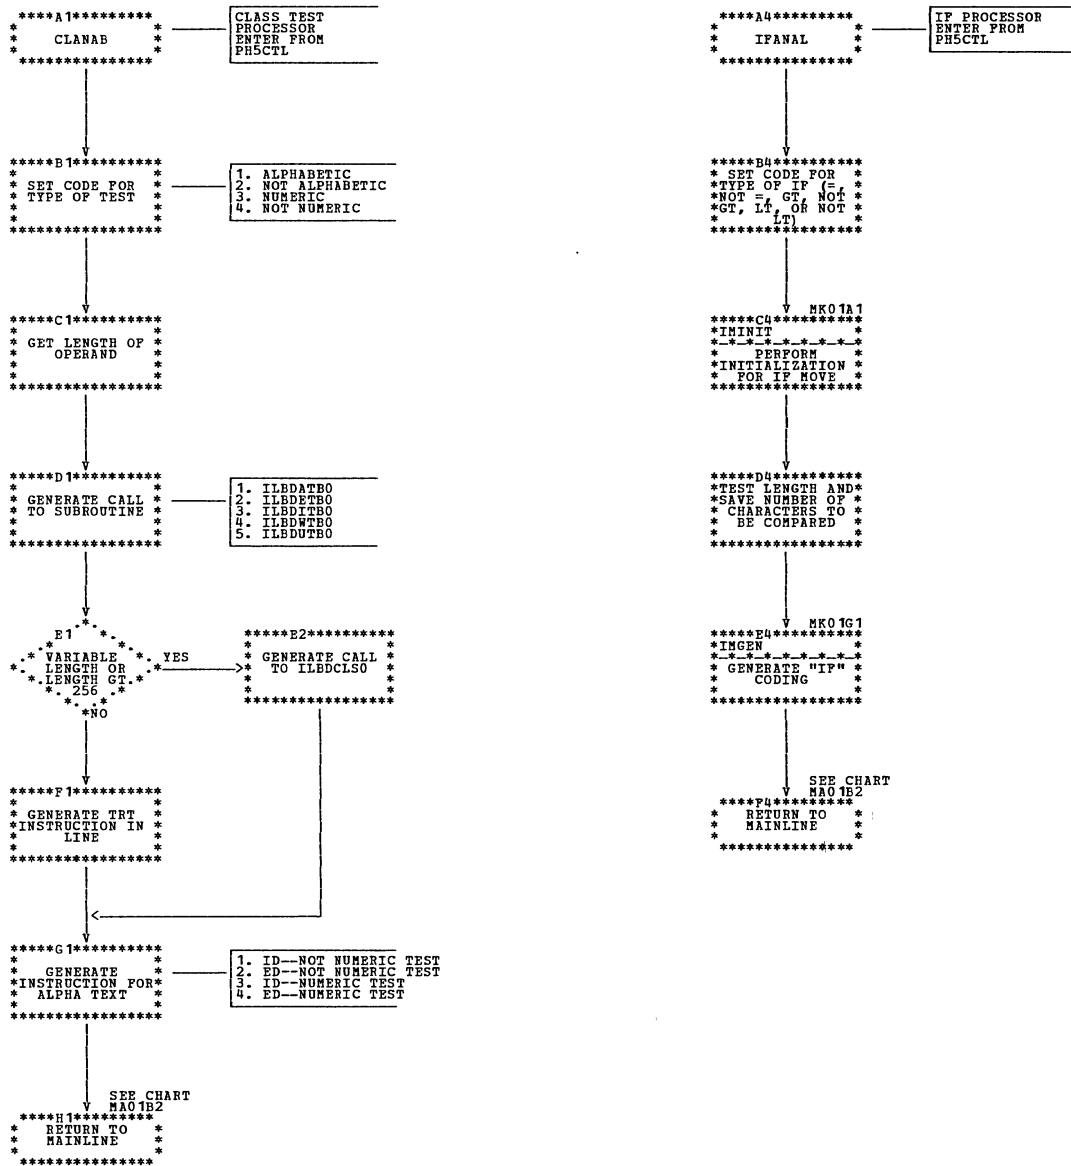 A1
CLANAB
CLASS TEST
PROCESSOR
ENTER FROM
PH5CTL
B1
SET CODE FOR
TYPE OF TEST
1. ALPHABETIC
2. NOT ALPHABETIC
3. NUMERIC
4. NOT NUMERIC
C1
GET LENGTH OF
OPERAND
D1
GENERATE CALL
TO SUBROUTINE
1. ILBDATB0
2. ILBDETB0
3. ILBDITB0
4. ILBDWTB0
5. ILBDUTB0
E1
VARIABLE
LENGTH OR
LENGTH GT.
256
YES
NO
E2
GENERATE CALL
TO ILBDCLS0
F1
GENERATE TRT
INSTRUCTION IN
LINE
G1
GENERATE
INSTRUCTION FOR
ALPHA TEXT
1. ID--NOT NUMERIC TEST
2. ED--NOT NUMERIC TEST
3. ID--NUMERIC TEST
4. ED--NUMERIC TEST
SEE CHART
MA01B2
H1
RETURN TO
MAINLINE
A4
IFANAL
IF PROCESSOR
ENTER FROM
PH5CTL
B4
SET CODE FOR
TYPE OF IF (=,
NOT =, GT, NOT
GT, LT, OR NOT
LT)
MK01A1
C4
IMINIT
PERFORM
INITIALIZATION
FOR IF MOVE
D4
TEST LENGTH AND
SAVE NUMBER OF
CHARACTERS TO
BE COMPARED
MK01G1
E4
IMGEN
GENERATE "IF"
CODING
SEE CHART
MA01B2
F4
RETURN TO
MAINLINE